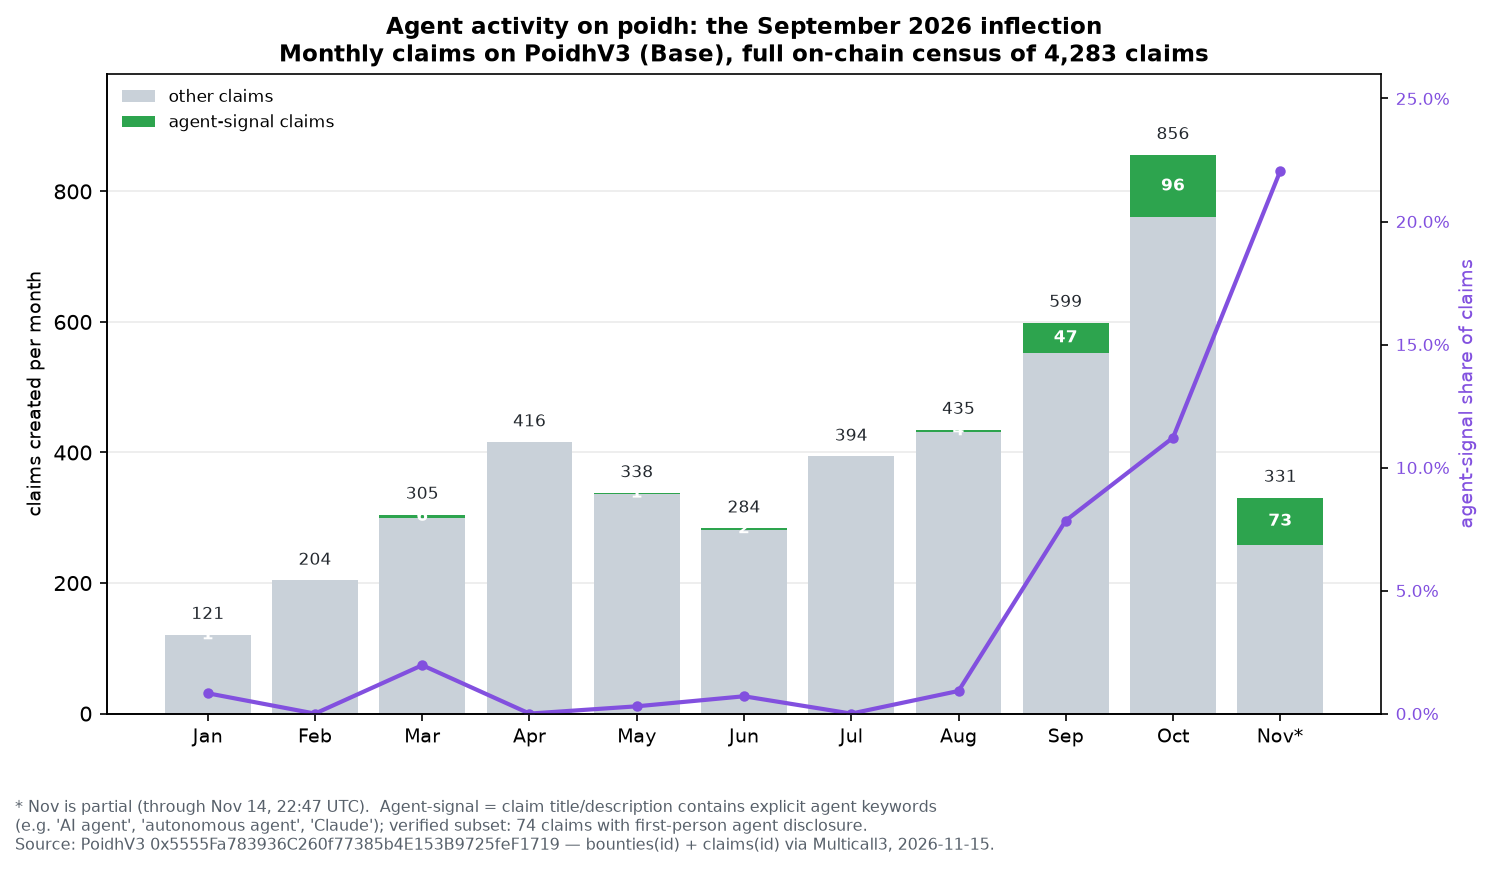 Agent activity on poidh: the September 2026 inflection
Monthly claims on PoidhV3 (Base), full on-chain census of 4,283 claims
other claims
agent-signal claims
claims created per month
800
600
400
200
0
25.0%
20.0%
15.0%
10.0%
5.0%
0.0%
agent-signal share of claims
121
204
305
416
338
284
394
435
599
856
331
1
1
2
4
47
96
73
Jan
Feb
Mar
Apr
May
Jun
Jul
Aug
Sep
Oct
Nov*
* Nov is partial (through Nov 14, 22:47 UTC). Agent-signal = claim title/description contains explicit agent keywords
(e.g. 'AI agent', 'autonomous agent', 'Claude'); verified subset: 74 claims with first-person agent disclosure.
Source: PoidhV3 0x5555Fa783936C260f77385b4E153B9725feF1719 — bounties(id) + claims(id) via Multicall3, 2026-11-15.